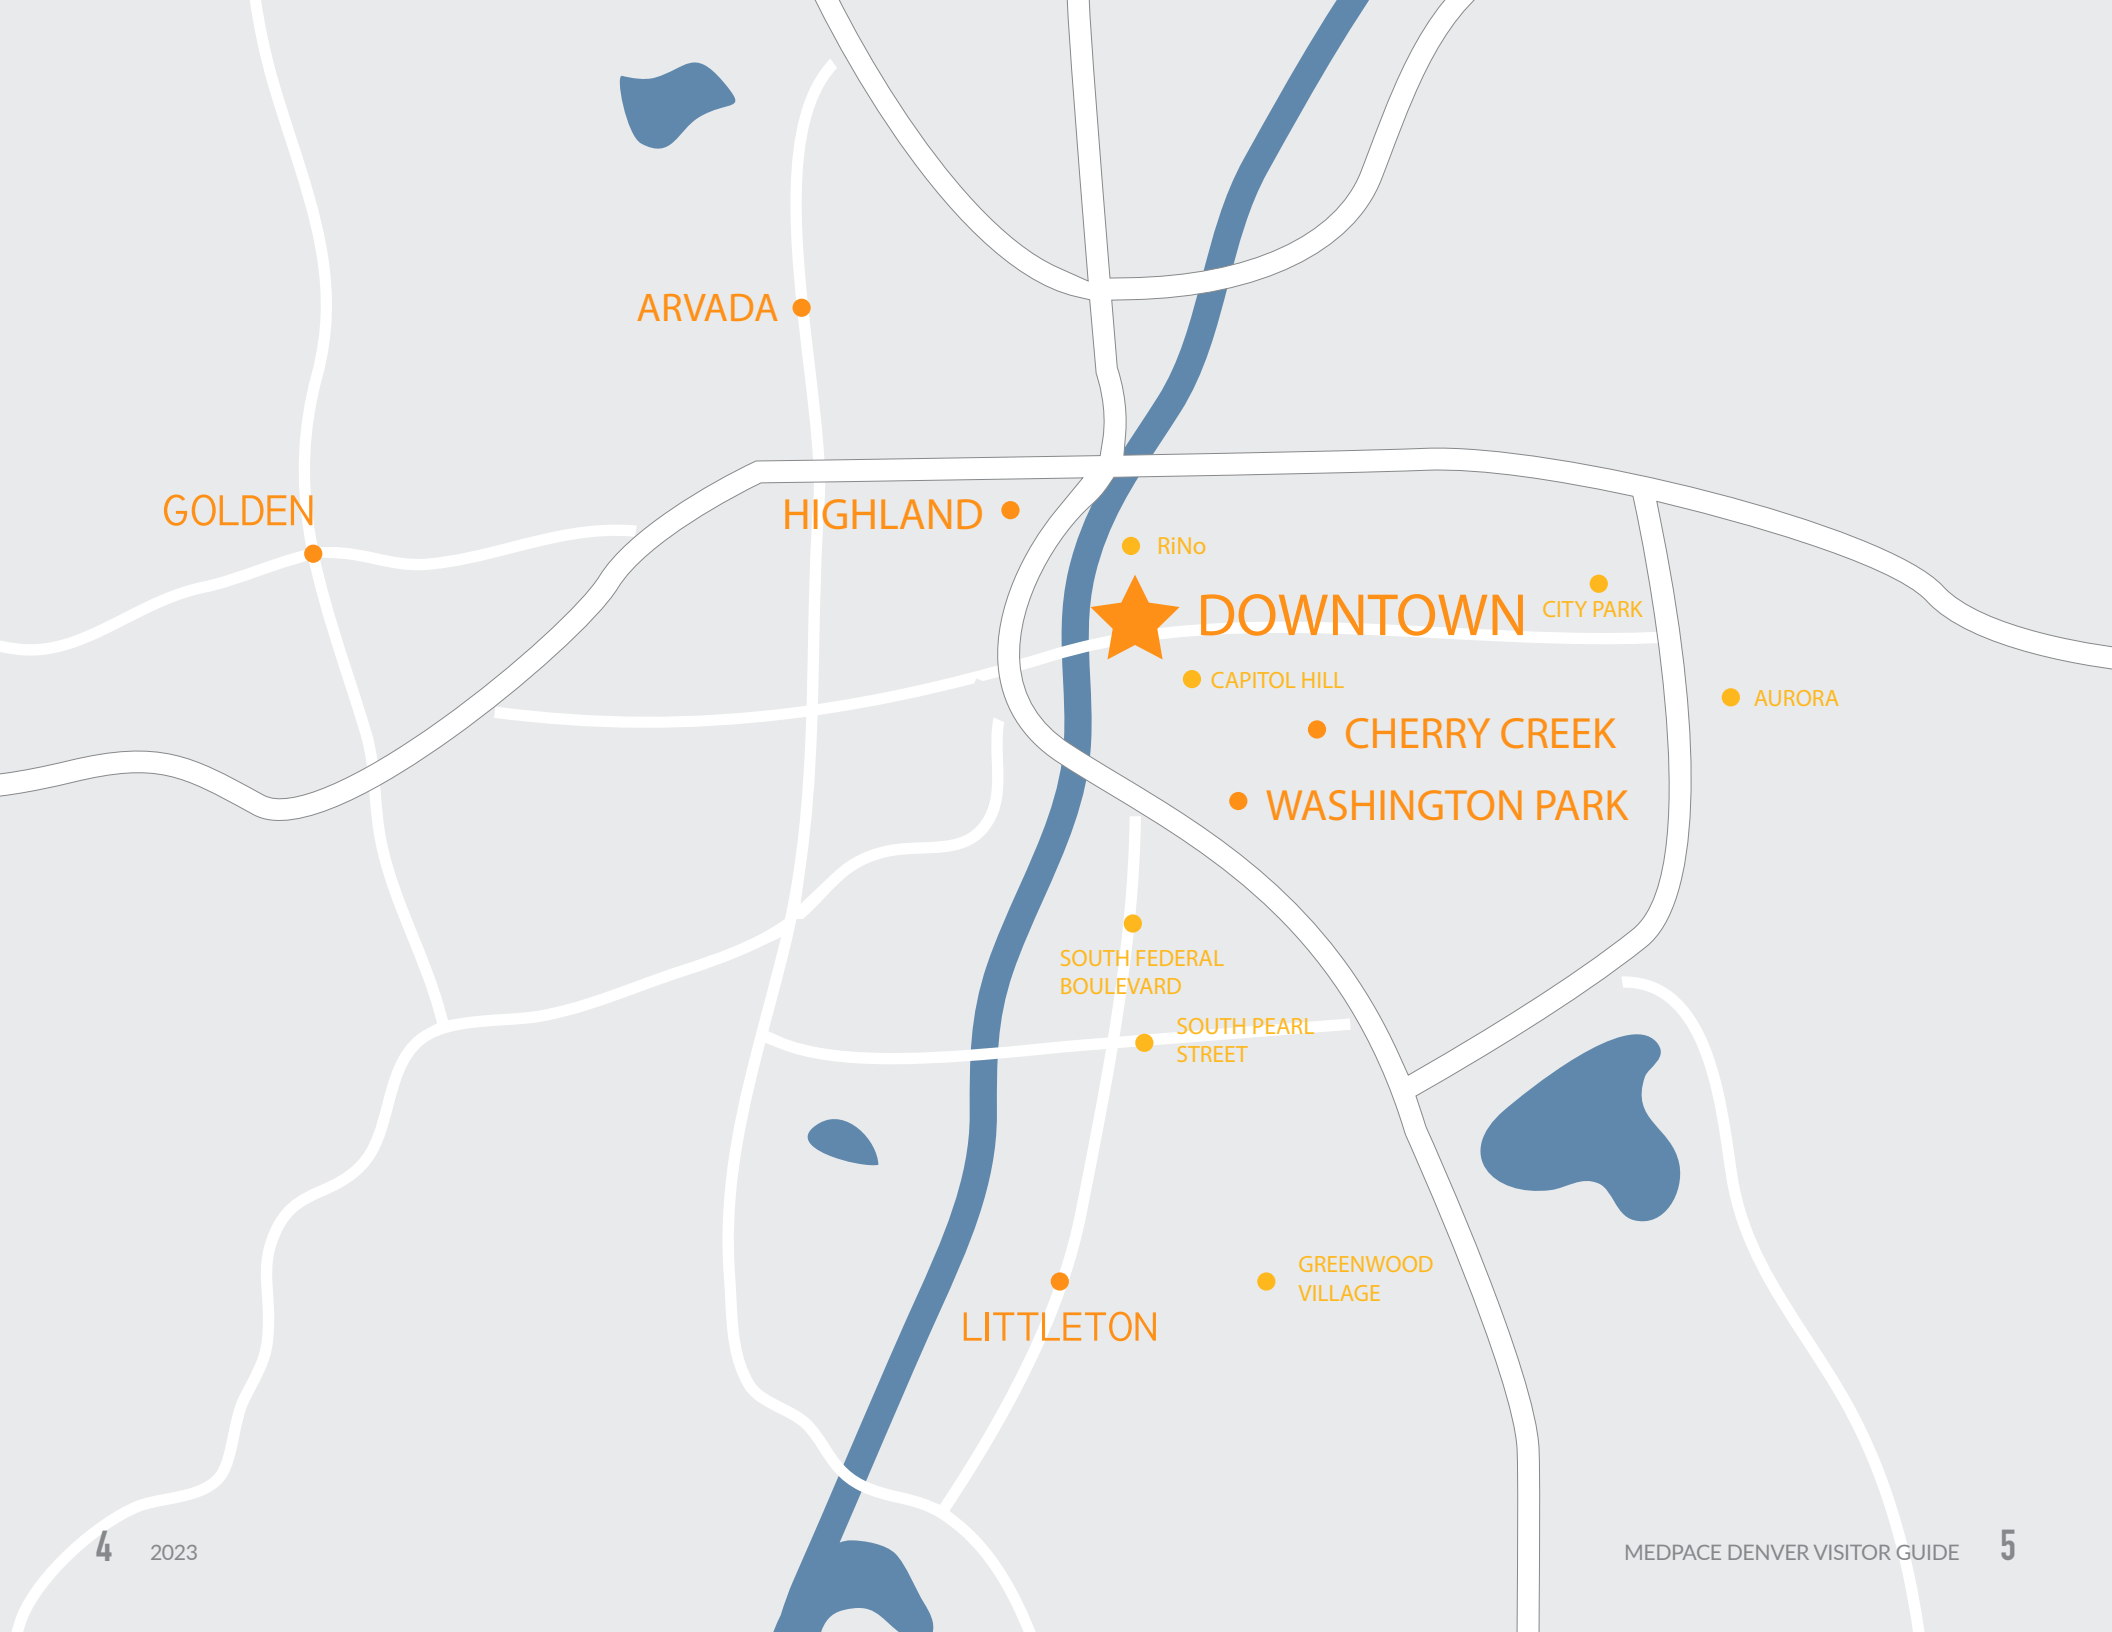 ARVADA
GOLDEN
HIGHLAND
RiNo
DOWNTOWN
CITY PARK
CAPITOL HILL
AURORA
CHERRY CREEK
WASHINGTON PARK
SOUTH FEDERAL
BOULEVARD
SOUTH PEARL
STREET
GREENWOOD
VILLAGE
LITTLETON
4 2023
MEDPACE DENVER VISITOR GUIDE 5